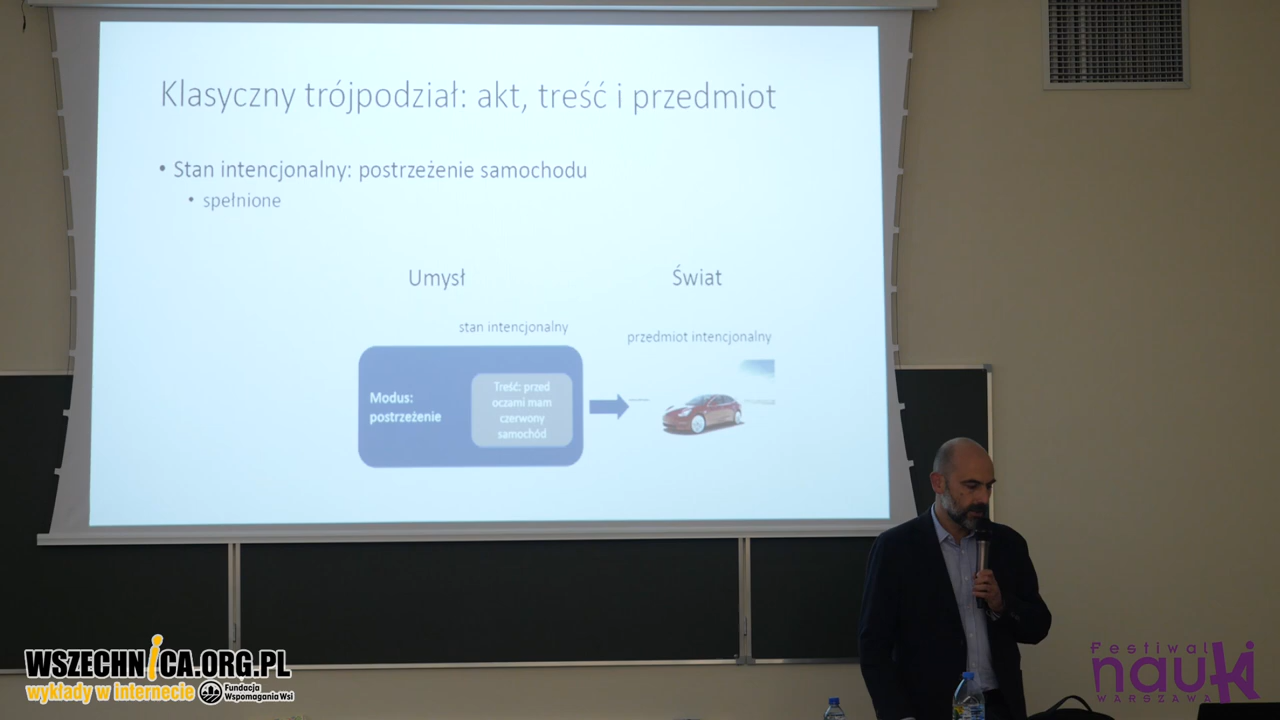 Klasyczny trójpodział: akt, treść i przedmiot
• Stan intencjonalny: postrzeżenie samochodu
• spełnione
Umysł
Świat
stan intencjonalny
przedmiot intencjonalny
Modus:
postrzeżenie
Treść: przed
oczami mam
czerwony
samochód
WSZECHNICA.ORG.PL
wykłady w internecie
Fundacja
Wspomagania Wsi
Festiwal
nauki
WARSZAWA